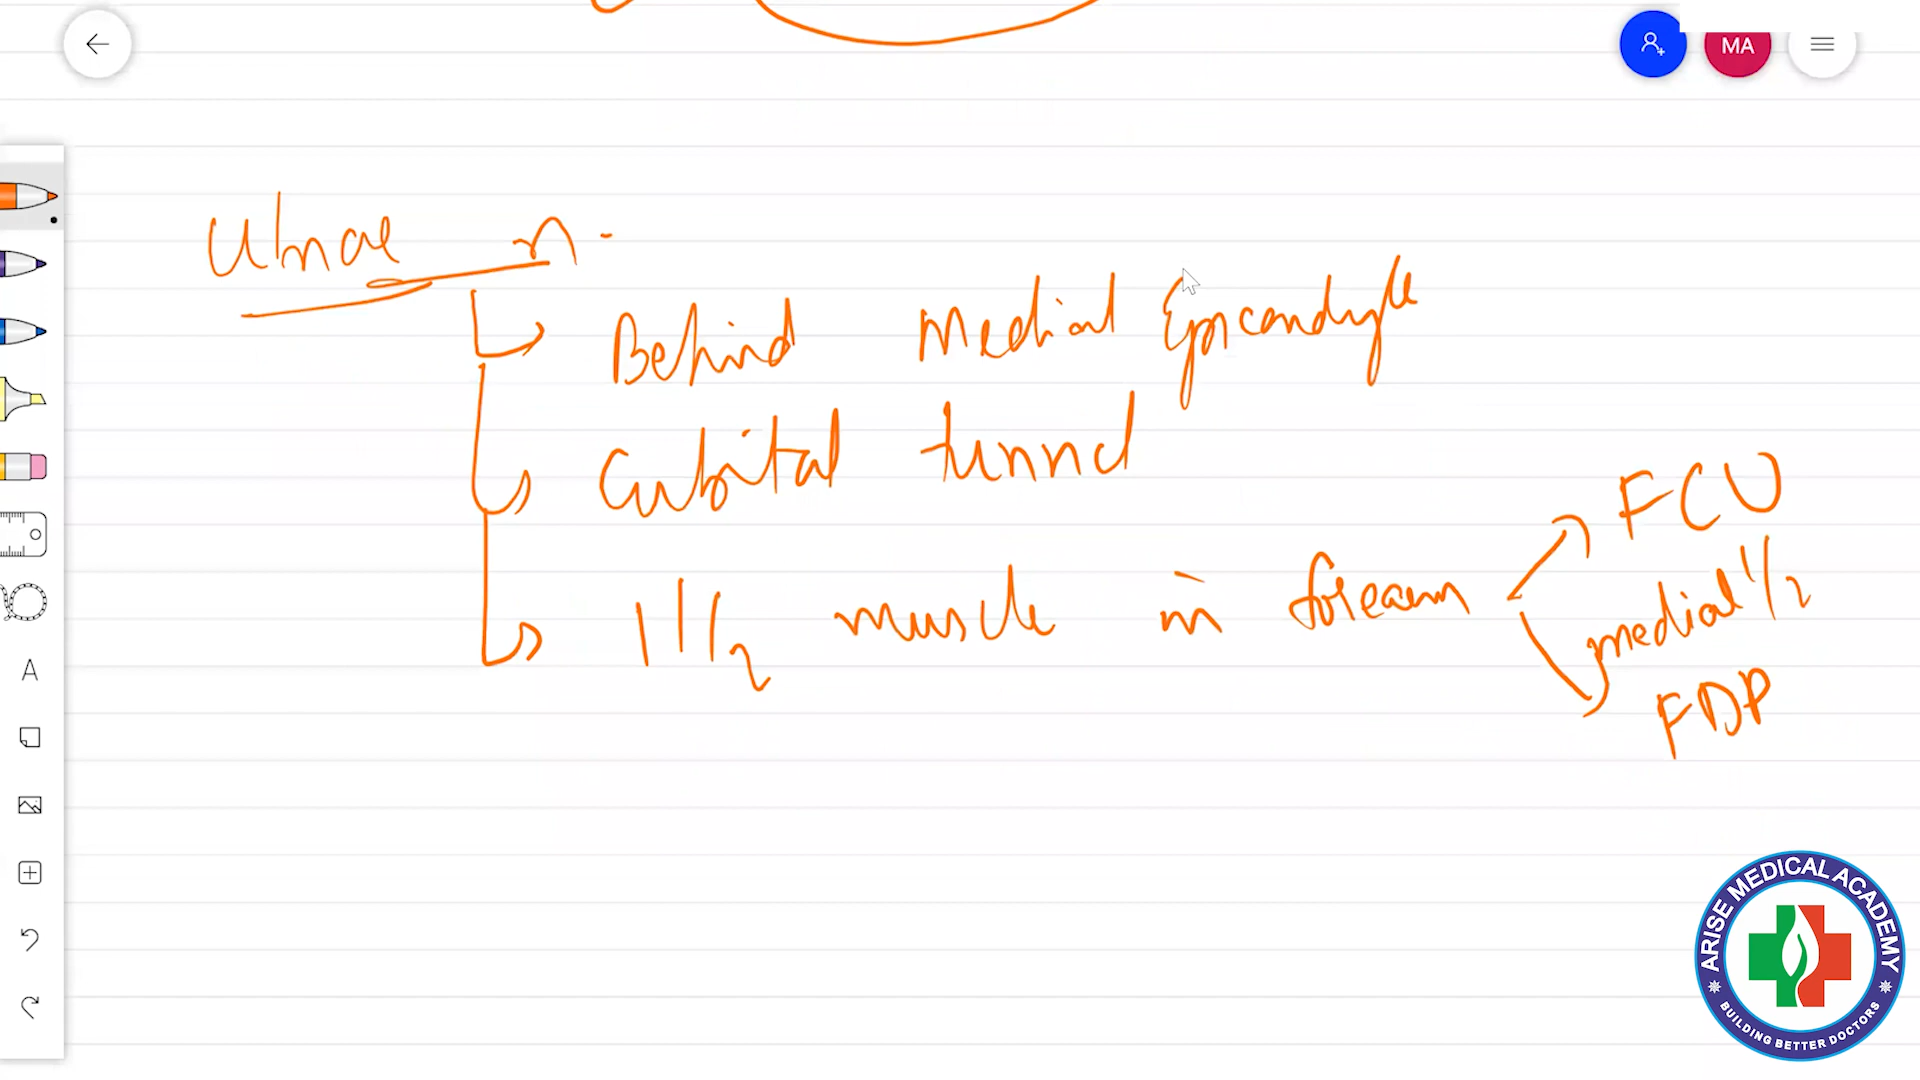 MA
Ulnar n.
Behind Medial Epicondyle
Cubital tunnel
1 1/2 muscle in forearm
FCU
medial 1/2
FDP
A
ARISE MEDICAL ACADEMY
BUILDING BETTER DOCTORS